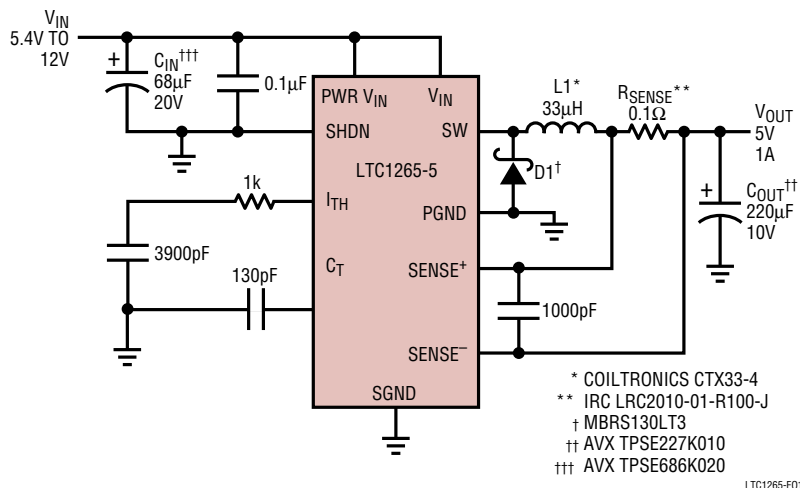 VIN
5.4V TO
12V
+
CIN†††
68µF
20V
0.1µF
PWR VIN
VIN
SHDN
SW
LTC1265-5
ITH
PGND
CT
SENSE+
SENSE–
SGND
L1*
33µH
RSENSE**
0.1Ω
VOUT
5V
1A
D1†
+
COUT††
220µF
10V
1k
3900pF
130pF
1000pF
* COILTRONICS CTX33-4
** IRC LRC2010-01-R100-J
† MBRS130LT3
†† AVX TPSE227K010
††† AVX TPSE686K020